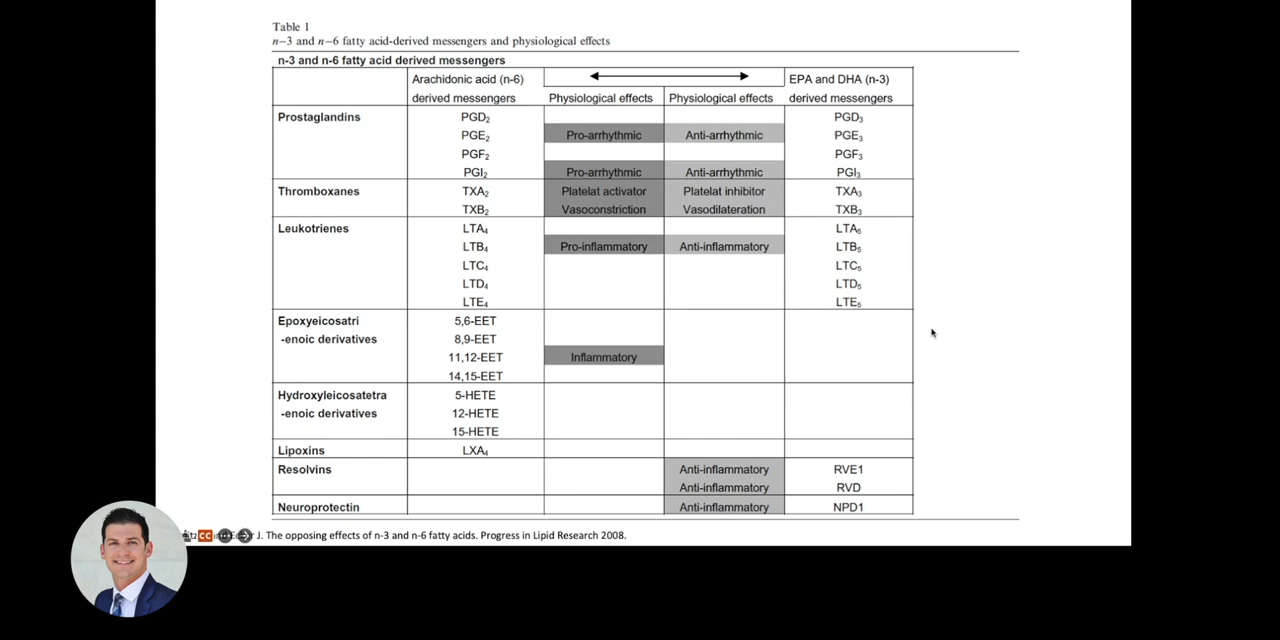 Table 1
n−3 and n−6 fatty acid-derived messengers and physiological effects
n-3 and n-6 fatty acid derived messengers
Arachidonic acid (n-6) EPA and DHA (n-3)
derived messengers Physiological effects Physiological effects derived messengers
Prostaglandins PGD2 PGD3
PGE2 Pro-arrhythmic Anti-arrhythmic PGE3
PGF2 PGF3
PGI2 Pro-arrhythmic Anti-arrhythmic PGI3
Thromboxanes TXA2 Platelat activator Platelat inhibitor TXA3
TXB2 Vasoconstriction Vasodilateration TXB3
Leukotrienes LTA4 LTA5
LTB4 Pro-inflammatory Anti-inflammatory LTB5
LTC4 LTC5
LTD4 LTD5
LTE4 LTE5
Epoxyeicosatri 5,6-EET
-enoic derivatives 8,9-EET
11,12-EET Inflammatory
14,15-EET
Hydroxyleicosatetra 5-HETE
-enoic derivatives 12-HETE
15-HETE
Lipoxins LXA4
Resolvins Anti-inflammatory RVE1
Anti-inflammatory RVD
Neuroprotectin Anti-inflammatory NPD1
CC J. The opposing effects of n-3 and n-6 fatty acids. Progress in Lipid Research 2008.